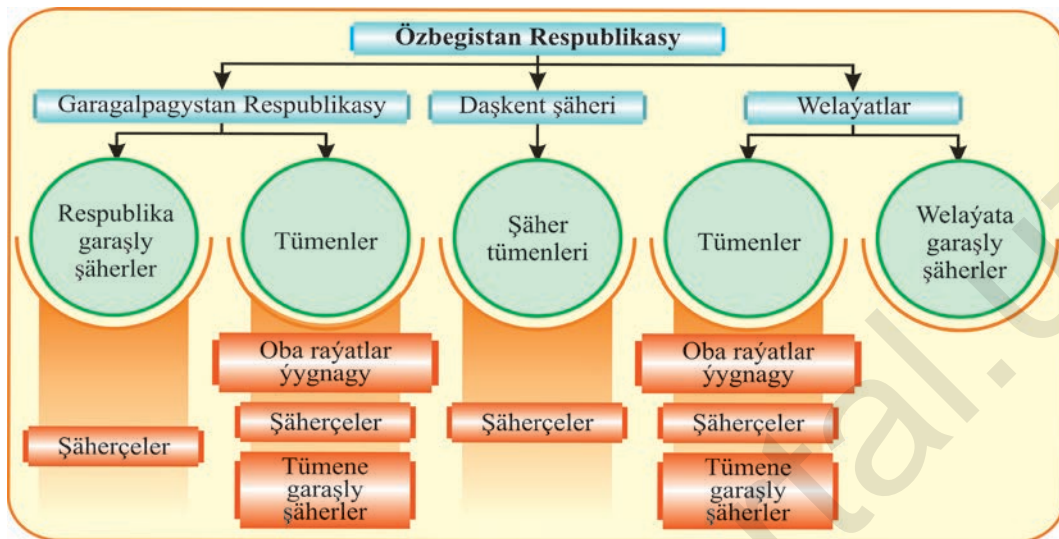 Özbegistan Respublikasy
Garagalpagystan Respublikasy
Daşkent şäheri
Welaýatlar
Respublika
garaşly
şäherler
Tümenler
Şäher
tümenleri
Tümenler
Welaýata
garaşly
şäherler
Oba raýatlar
ýygnagy
Oba raýatlar
ýygnagy
Şäherçeler
Şäherçeler
Şäherçeler
Şäherçeler
Tümene
garaşly
şäherler
Tümene
garaşly
şäherler
rtal.u